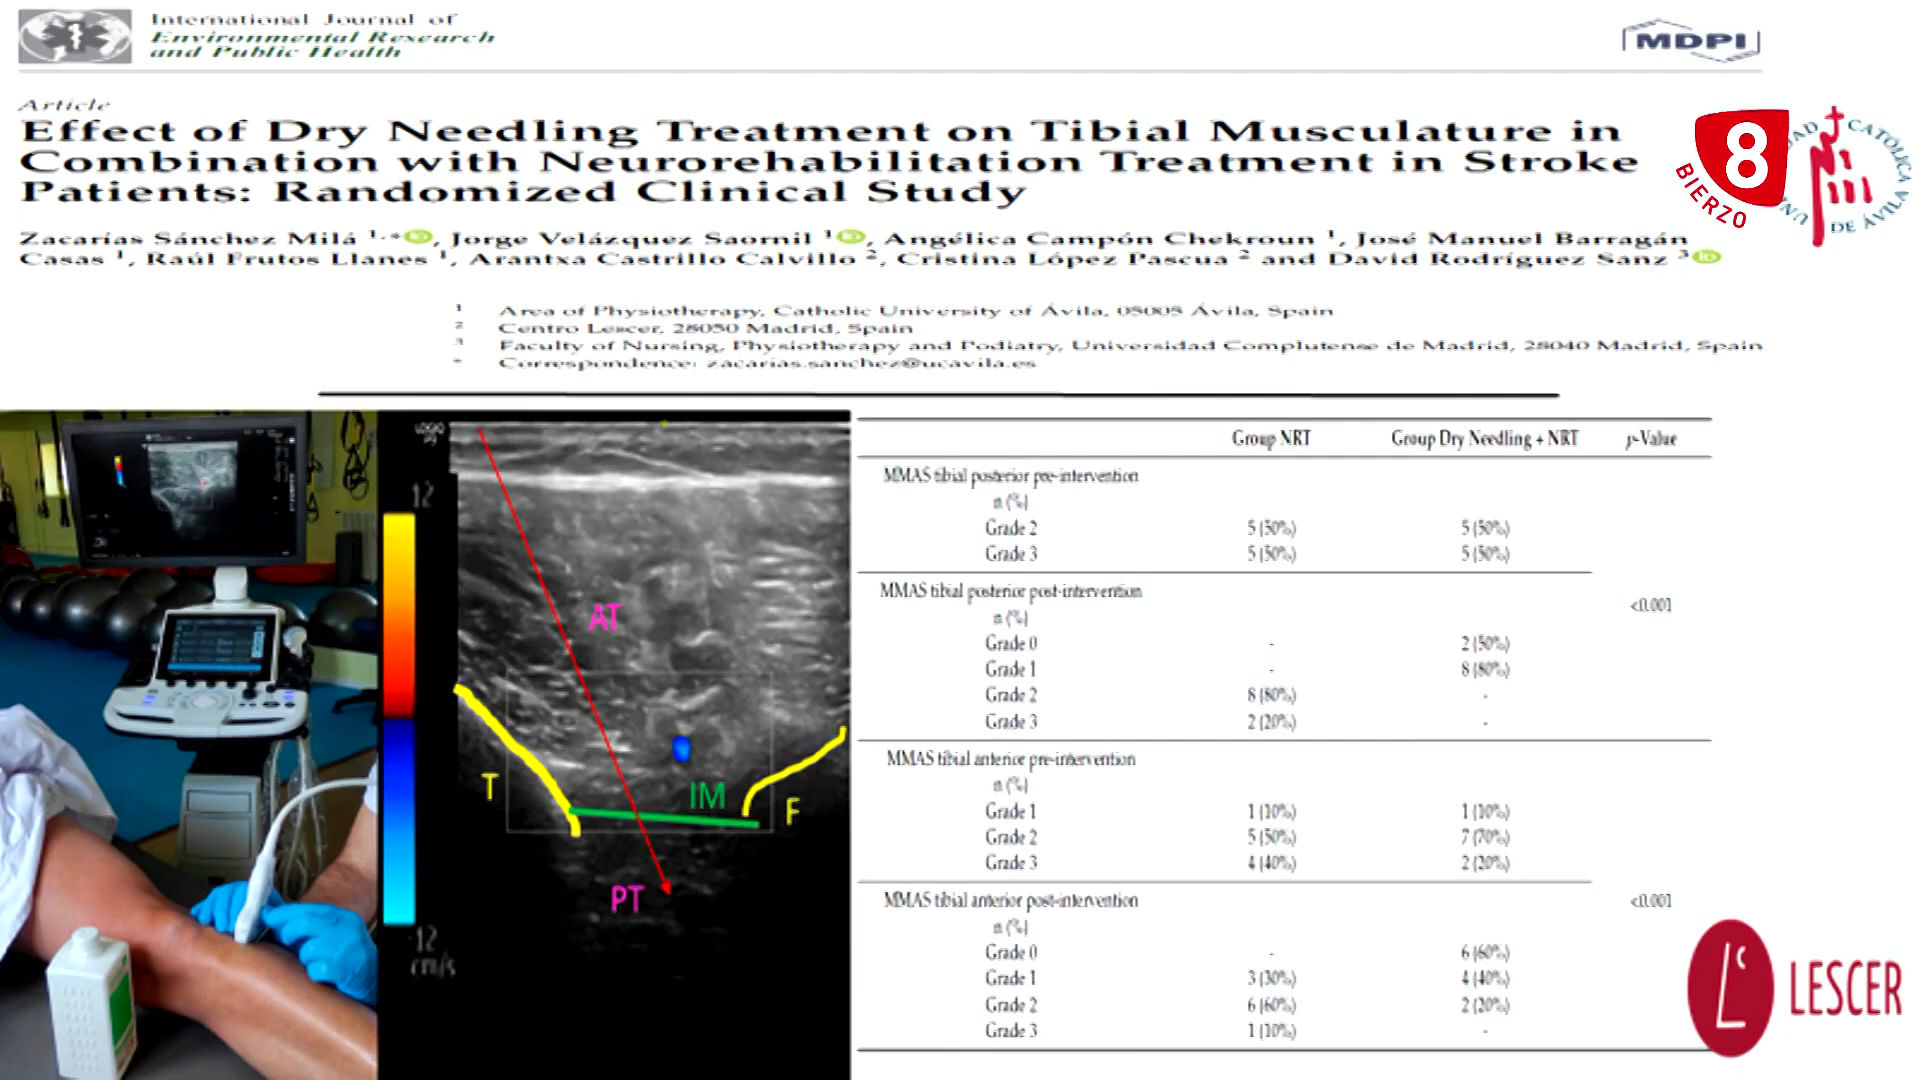 International Journal of
Environmental Research
and Public Health
MDPI
Article
Effect of Dry Needling Treatment on Tibial Musculature in
Combination with Neurorehabilitation Treatment in Stroke
Patients: Randomized Clinical Study
8
BIERZO
UNI AD CATÓLICA DE ÁVILA
Zacarías Sánchez Milá 1,* iD, Jorge Velázquez Saornil 1 iD, Angélica Campón Chekroun 1, José Manuel Barragán
Casas 1, Raúl Frutos Llanes 1, Arantxa Castrillo Calvillo 2, Cristina López Pascua 2 and David Rodríguez Sanz 3 iD
1 Area of Physiotherapy, Catholic University of Ávila, 05005 Ávila, Spain
2 Centro Lescer, 28050 Madrid, Spain
3 Faculty of Nursing, Physiotherapy and Podiatry, Universidad Complutense de Madrid, 28040 Madrid, Spain
* Correspondence: zacarias.sanchez@ucavila.es
12
AT
T
IM
F
PT
-12
cm/s
Group NRT Group Dry Needling + NRT p-Value
MMAS tibial posterior pre-intervention
n (%)
Grade 2 5 (50%) 5 (50%)
Grade 3 5 (50%) 5 (50%)
MMAS tibial posterior post-intervention
<0.001
n (%)
Grade 0 - 2 (50%)
Grade 1 - 8 (80%)
Grade 2 8 (80%) -
Grade 3 2 (20%) -
MMAS tibial anterior pre-intervention
n (%)
Grade 1 1 (10%) 1 (10%)
Grade 2 5 (50%) 7 (70%)
Grade 3 4 (40%) 2 (20%)
MMAS tibial anterior post-intervention <0.001
n (%)
Grade 0 - 6 (60%)
Grade 1 3 (30%) 4 (40%)
Grade 2 6 (60%) 2 (20%)
Grade 3 1 (10%) -
LESCER